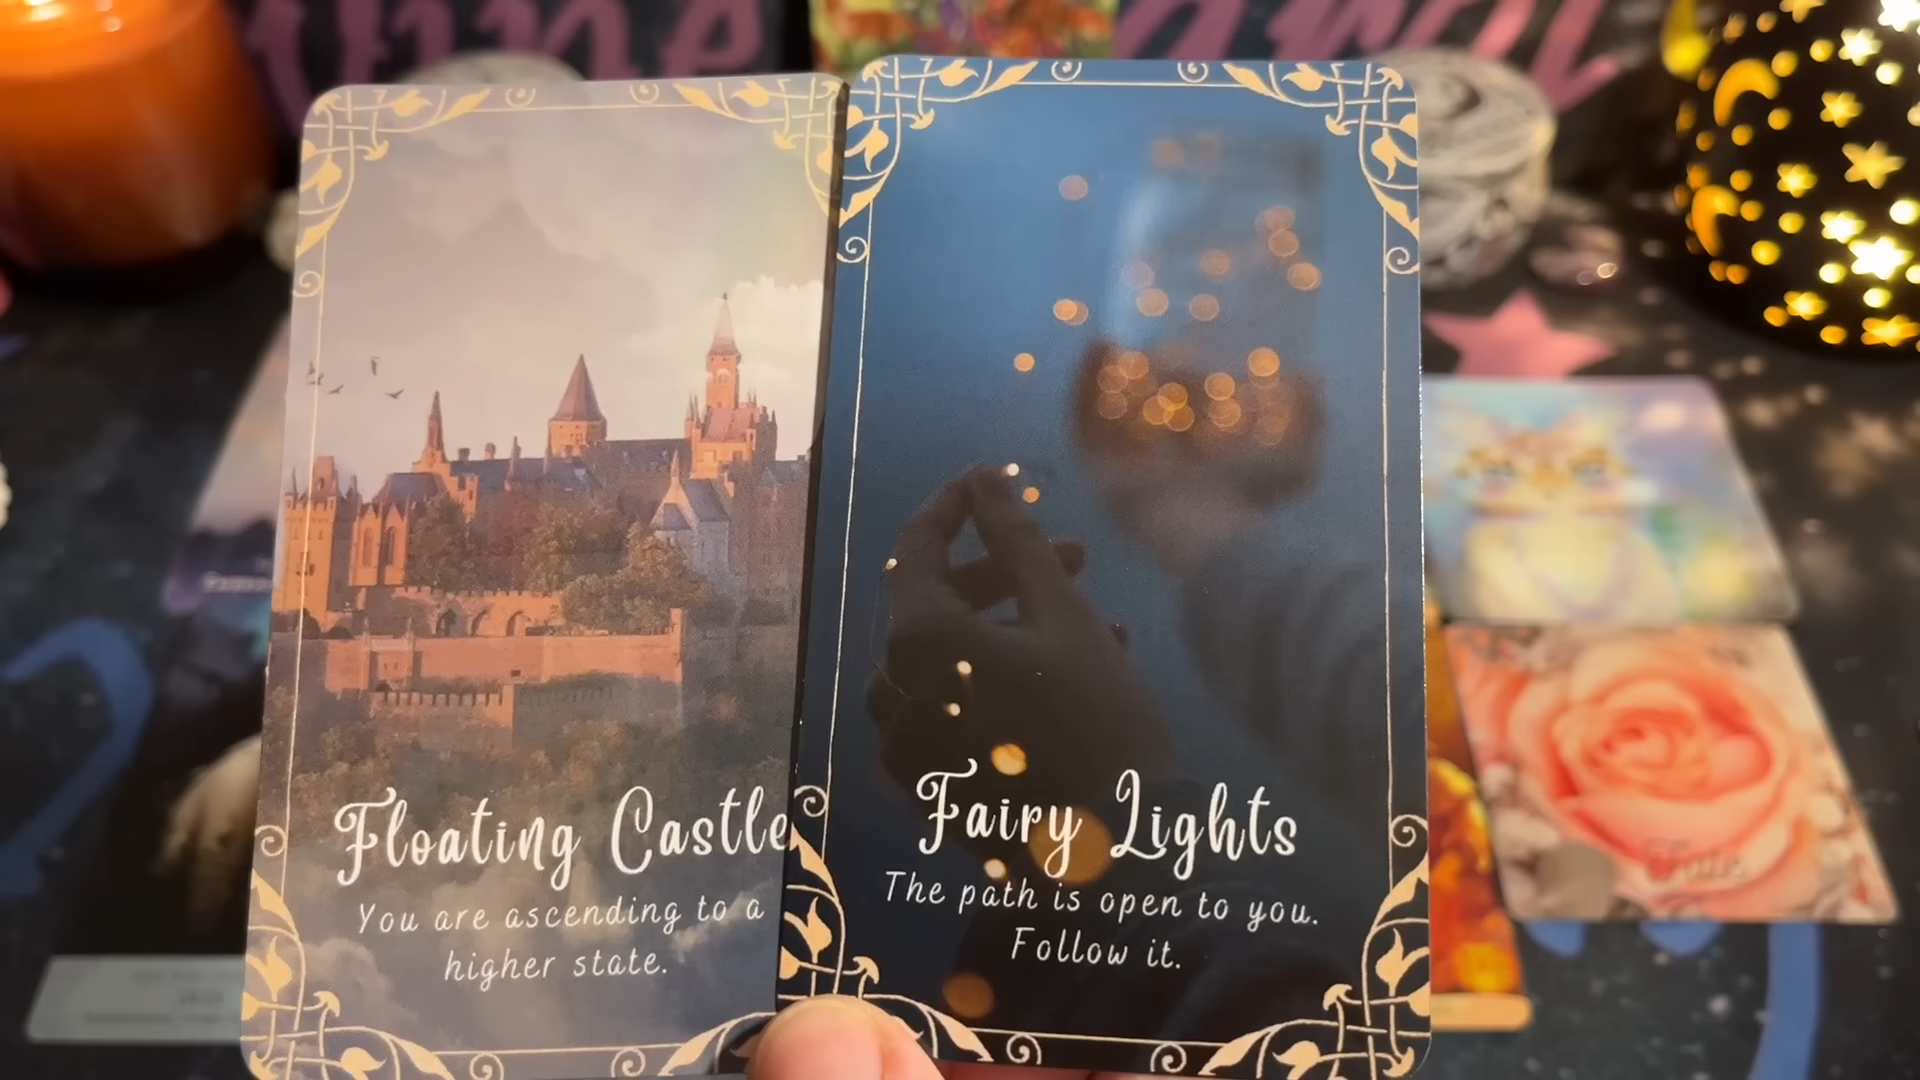 Floating Castle
You are ascending to a
higher state.
Fairy Lights
The path is open to you.
Follow it.